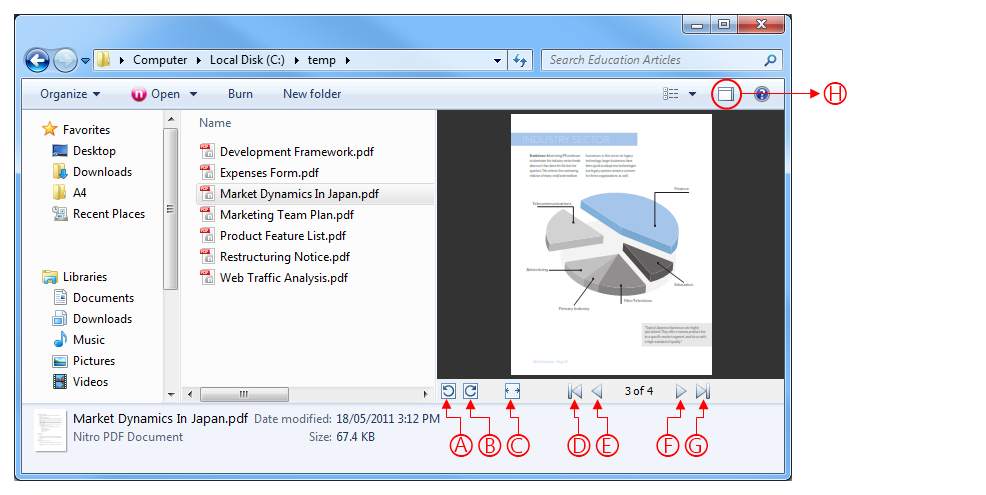 Computer Local Disk (C:) temp
Search Education Articles
Organize Open Burn New folder
H
Favorites
Desktop
Downloads
A4
Recent Places
Libraries
Documents
Downloads
Music
Pictures
Videos
Name
Development Framework.pdf
Expenses Form.pdf
Market Dynamics In Japan.pdf
Marketing Team Plan.pdf
Product Feature List.pdf
Restructuring Notice.pdf
Web Traffic Analysis.pdf
INDUSTRY SECTOR
Finance
Telecommunications
Advertising
Education
Film/Television
Primary Industry
3 of 4
Market Dynamics In Japan.pdf Date modified: 18/05/2011 3:12 PM
Nitro PDF Document Size: 67.4 KB
A B C D E F G